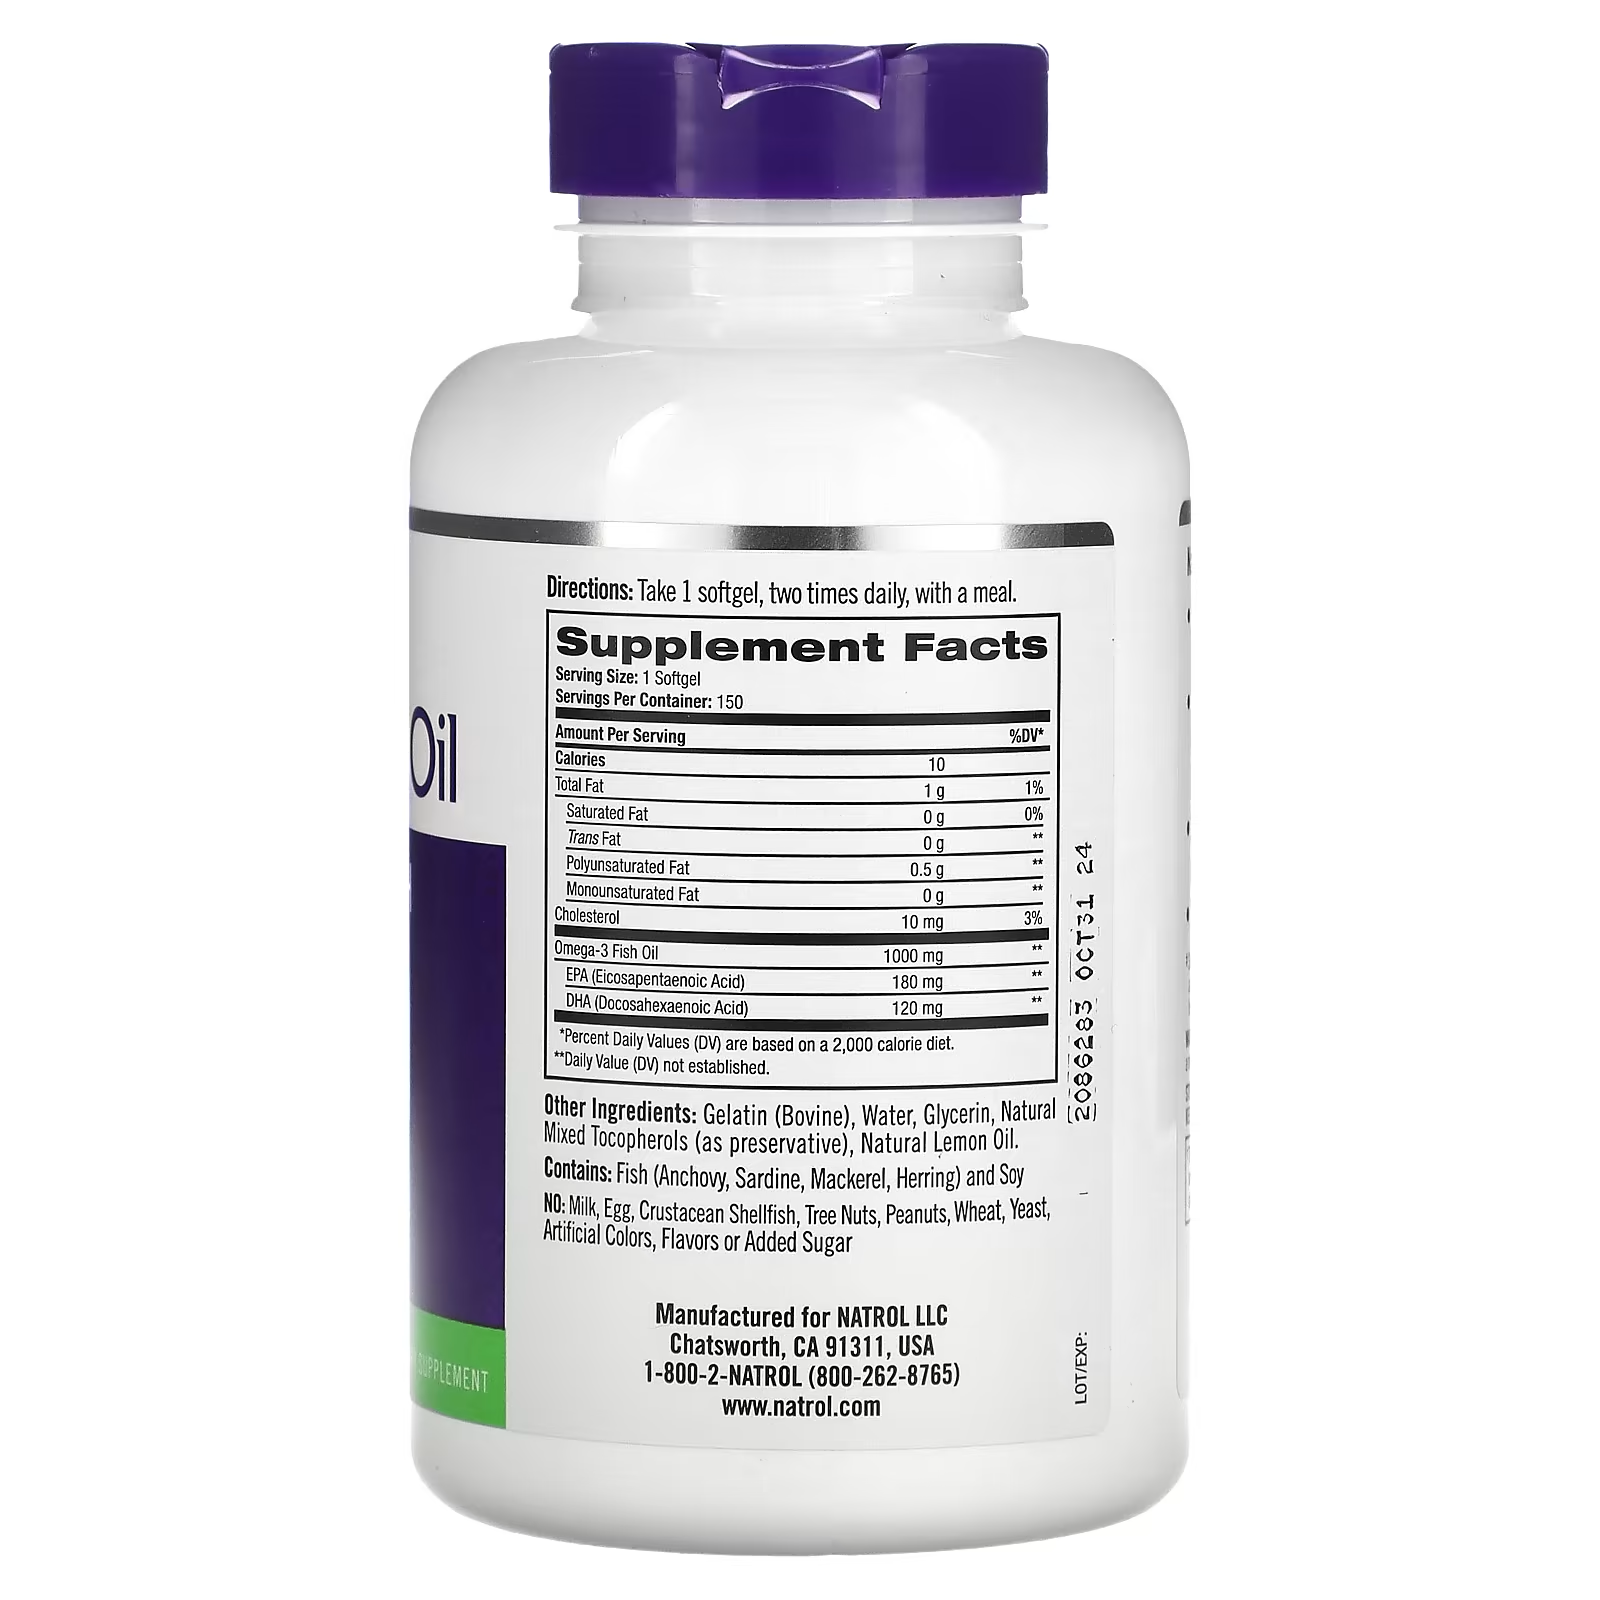 Directions: Take 1 softgel, two times daily, with a meal.
Supplement Facts
Serving Size: 1 Softgel
Servings Per Container: 150
Amount Per Serving %DV*
Calories 10
Total Fat 1 g 1%
Saturated Fat 0 g 0%
Trans Fat 0 g **
Polyunsaturated Fat 0.5 g **
Monounsaturated Fat 0 g **
Cholesterol 10 mg 3%
Omega-3 Fish Oil 1000 mg **
EPA (Eicosapentaenoic Acid) 180 mg **
DHA (Docosahexaenoic Acid) 120 mg **
*Percent Daily Values (DV) are based on a 2,000 calorie diet.
**Daily Value (DV) not established.
Other Ingredients: Gelatin (Bovine), Water, Glycerin, Natural
Mixed Tocopherols (as preservative), Natural Lemon Oil.
Contains: Fish (Anchovy, Sardine, Mackerel, Herring) and Soy
NO: Milk, Egg, Crustacean Shellfish, Tree Nuts, Peanuts, Wheat, Yeast,
Artificial Colors, Flavors or Added Sugar
Manufactured for NATROL LLC
Chatsworth, CA 91311, USA
1-800-2-NATROL (800-262-8765)
www.natrol.com
LOT/EXP:
2086283 OCT31 24
Oil
SUPPLEMENT